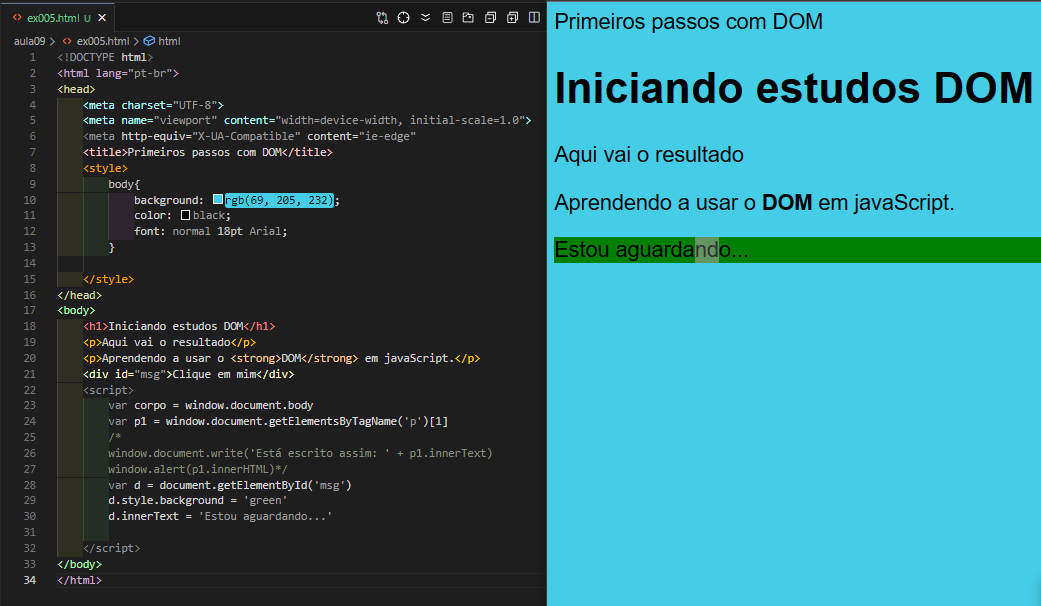 ex005.html U
aula09 > ex005.html > html
1 <!DOCTYPE html>
2 <html lang="pt-br">
3 <head>
4 <meta charset="UTF-8">
5 <meta name="viewport" content="width=device-width, initial-scale=1.0">
6 <meta http-equiv="X-UA-Compatible" content="ie-edge"
7 <title>Primeiros passos com DOM</title>
8 <style>
9 body{
10 background: rgb(69, 205, 232);
11 color: black;
12 font: normal 18pt Arial;
13 }
14
15 </style>
16 </head>
17 <body>
18 <h1>Iniciando estudos DOM</h1>
19 <p>Aqui vai o resultado</p>
20 <p>Aprendendo a usar o <strong>DOM</strong> em javaScript.</p>
21 <div id="msg">Clique em mim</div>
22 <script>
23 var corpo = window.document.body
24 var p1 = window.document.getElementsByTagName('p')[1]
25 /*
26 window.document.write('Está escrito assim: ' + p1.innerText)
27 window.alert(p1.innerHTML)*/
28 var d = document.getElementById('msg')
29 d.style.background = 'green'
30 d.innerText = 'Estou aguardando...'
31
32 </script>
33 </body>
34 </html>
Primeiros passos com DOM
Iniciando estudos DOM
Aqui vai o resultado
Aprendendo a usar o DOM em javaScript.
Estou aguardando...